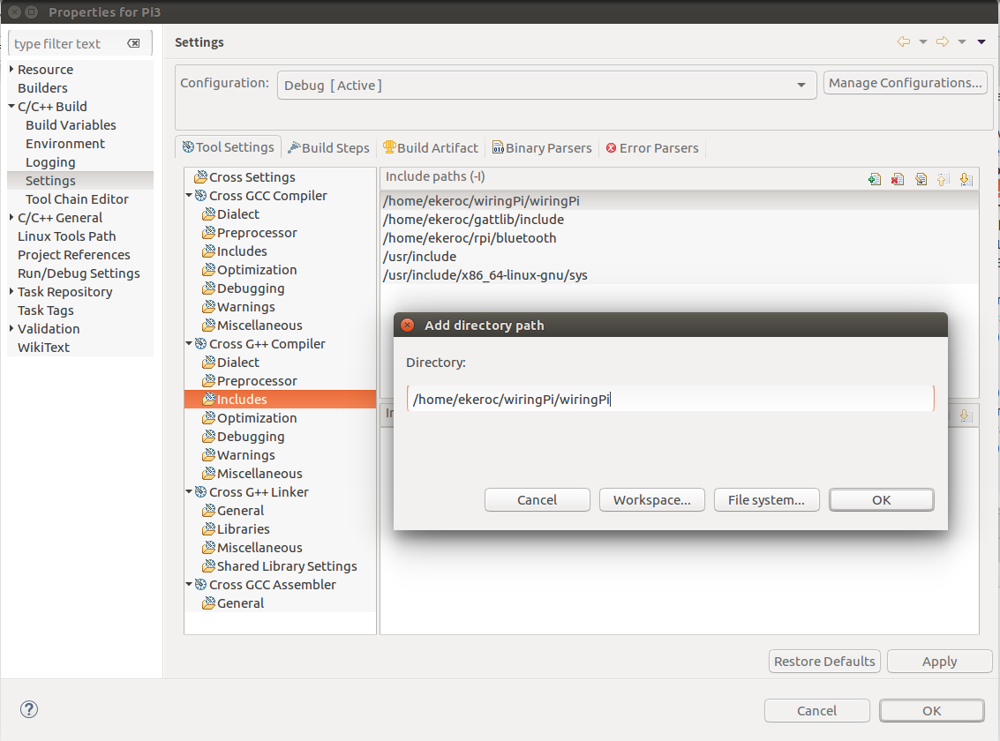 Properties for Pi3
type filter text
Resource
Builders
C/C++ Build
Build Variables
Environment
Logging
Settings
Tool Chain Editor
C/C++ General
Linux Tools Path
Project References
Run/Debug Settings
Task Repository
Task Tags
Validation
WikiText
Settings
Configuration:
Debug [ Active ]
Manage Configurations...
Tool Settings
Build Steps
Build Artifact
Binary Parsers
Error Parsers
Cross Settings
Cross GCC Compiler
Dialect
Preprocessor
Includes
Optimization
Debugging
Warnings
Miscellaneous
Cross G++ Compiler
Dialect
Preprocessor
Includes
Optimization
Debugging
Warnings
Miscellaneous
Cross G++ Linker
General
Libraries
Miscellaneous
Shared Library Settings
Cross GCC Assembler
General
Include paths (-I)
/home/ekeroc/wiringPi/wiringPi
/home/ekeroc/gattlib/include
/home/ekeroc/rpi/bluetooth
/usr/include
/usr/include/x86_64-linux-gnu/sys
Add directory path
Directory:
/home/ekeroc/wiringPi/wiringPi
Cancel
Workspace...
File system...
OK
Restore Defaults
Apply
Cancel
OK